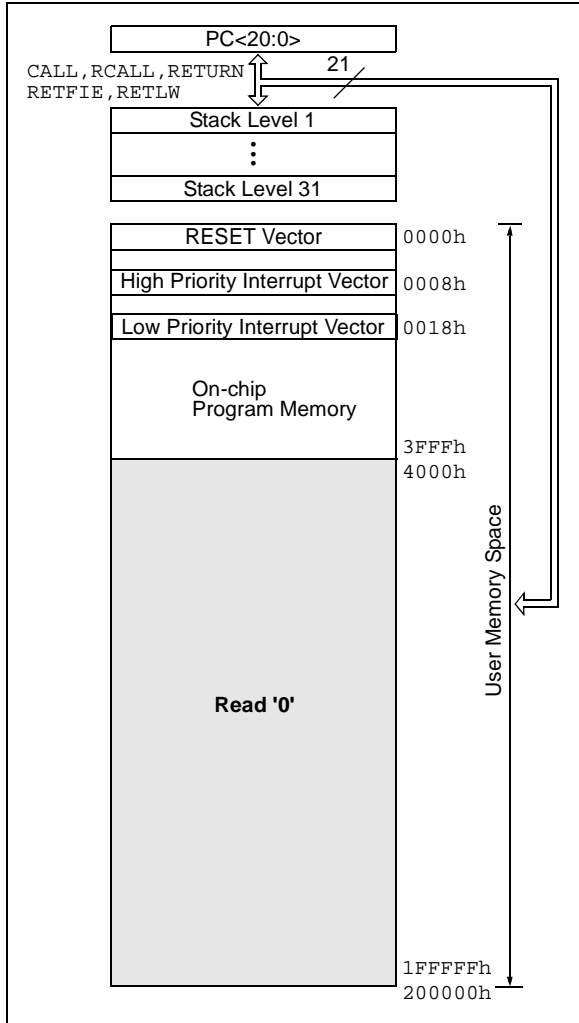 PC<20:0>
CALL,RCALL,RETURN
RETFIE,RETLW
21
Stack Level 1
Stack Level 31
RESET Vector
0000h
High Priority Interrupt Vector
0008h
Low Priority Interrupt Vector
0018h
On-chip
Program Memory
3FFFh
4000h
User Memory Space
Read '0'
1FFFFFh
200000h